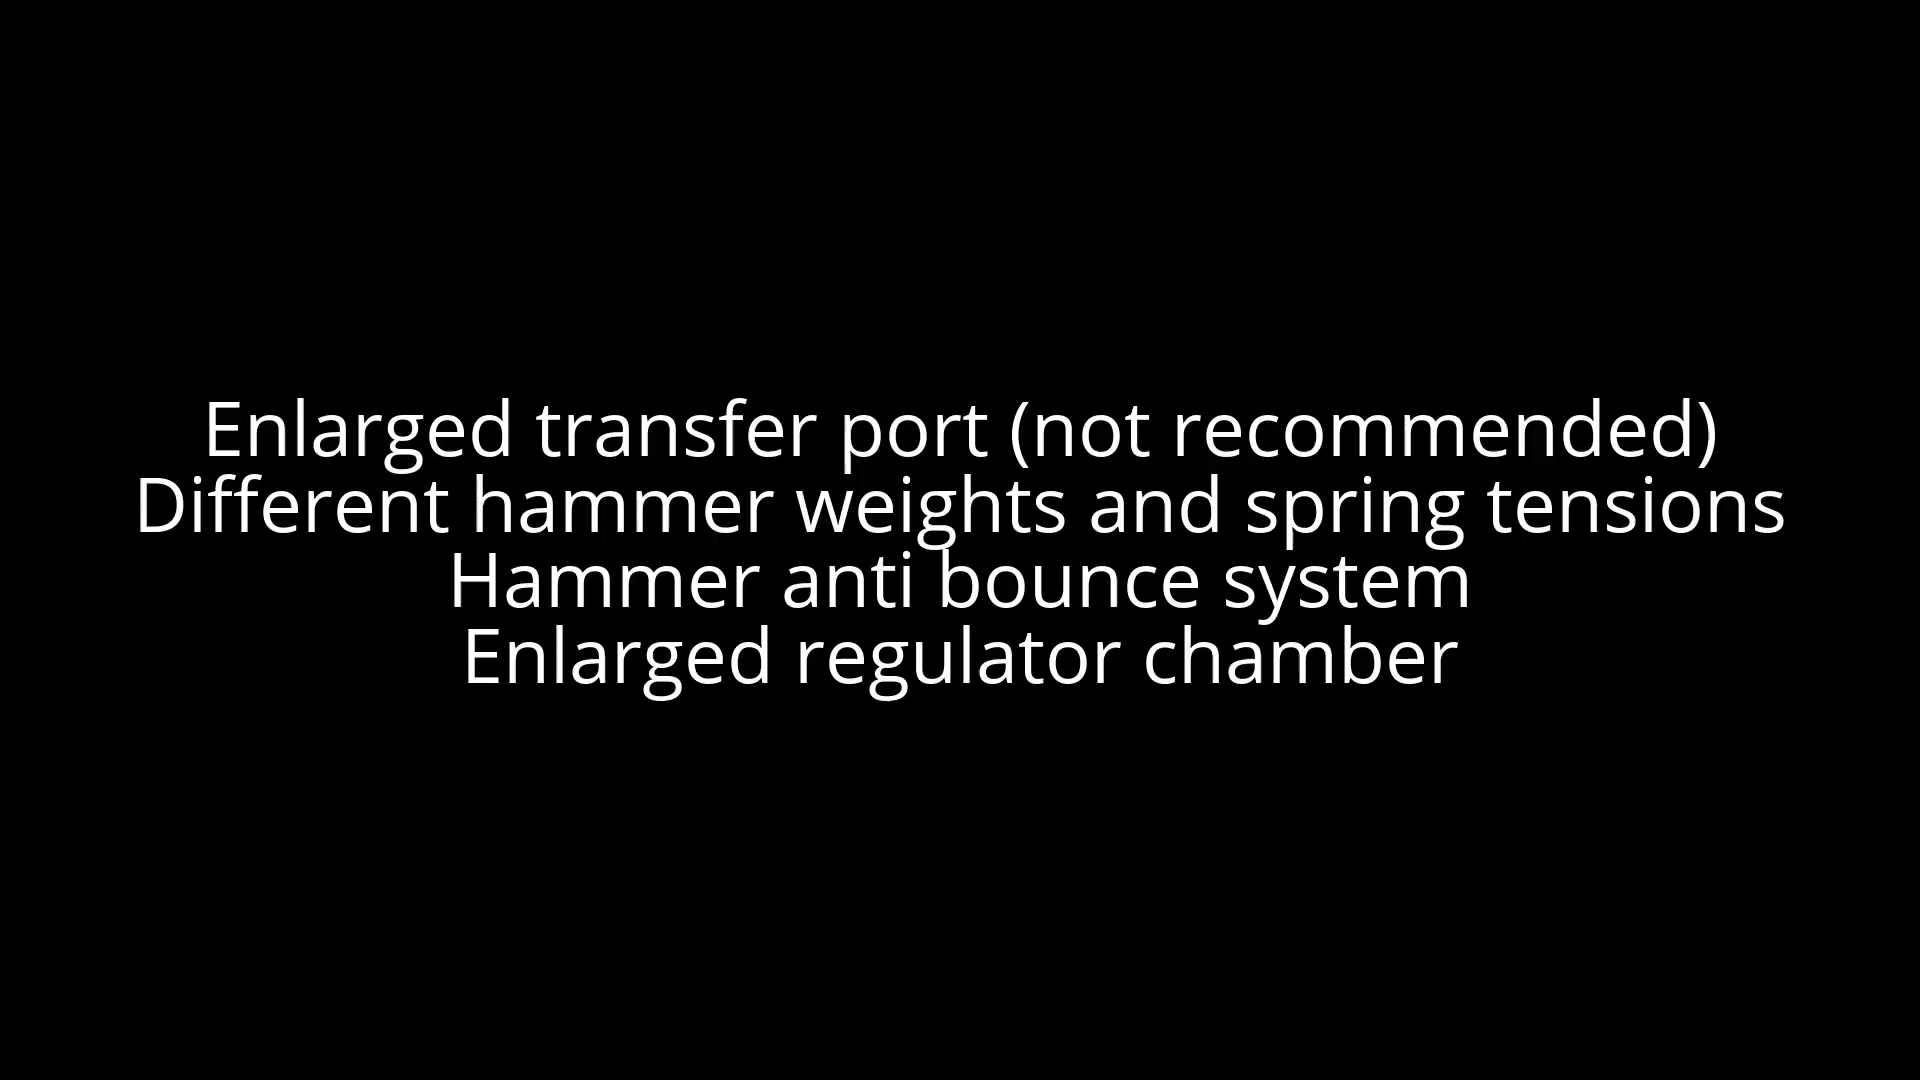 Enlarged transfer port (not recommended)
Different hammer weights and spring tensions
Hammer anti bounce system
Enlarged regulator chamber